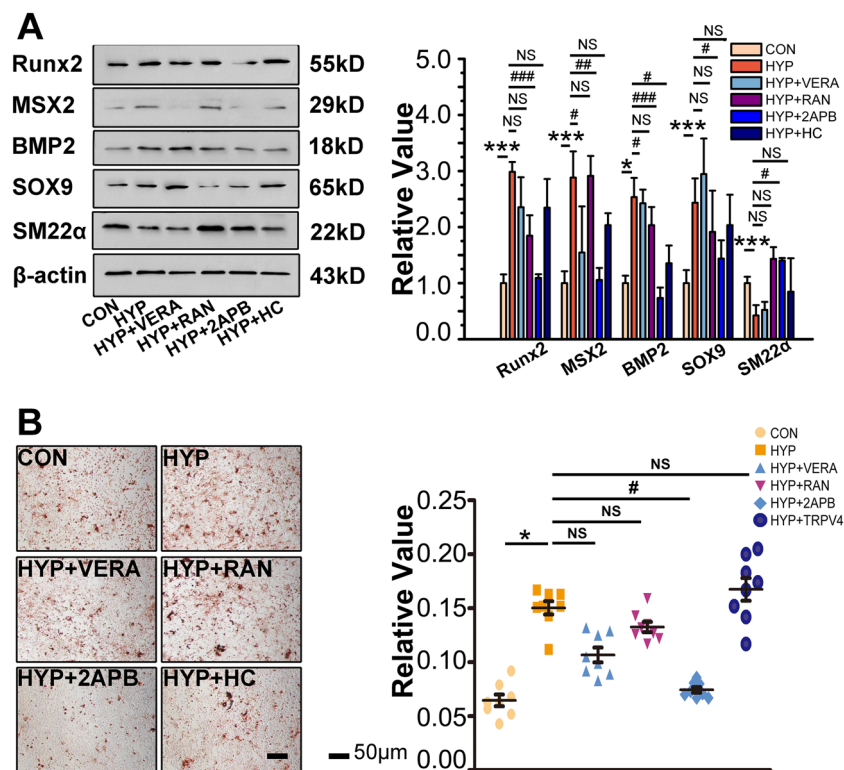 A
Runx2 55kD
MSX2 29kD
BMP2 18kD
SOX9 65kD
SM22α 22kD
β-actin 43kD
CON
HYP
HYP+VERA
HYP+RAN
HYP+2APB
HYP+HC
Relative Value
5.0
4.0
3.0
2.0
1.0
0.0
CON
HYP
HYP+VERA
HYP+RAN
HYP+2APB
HYP+HC
NS
###
NS
NS
***
NS
##
NS
#
***
#
###
NS
#
*
NS
#
NS
NS
***
NS
#
NS
NS
***
Runx2
MSX2
BMP2
SOX9
SM22α
B
CON HYP
HYP+VERA HYP+RAN
HYP+2APB HYP+HC
50μm
Relative Value
0.25
0.20
0.15
0.10
0.05
0.00
CON
HYP
HYP+VERA
HYP+RAN
HYP+2APB
HYP+TRPV4
NS
#
NS
* NS